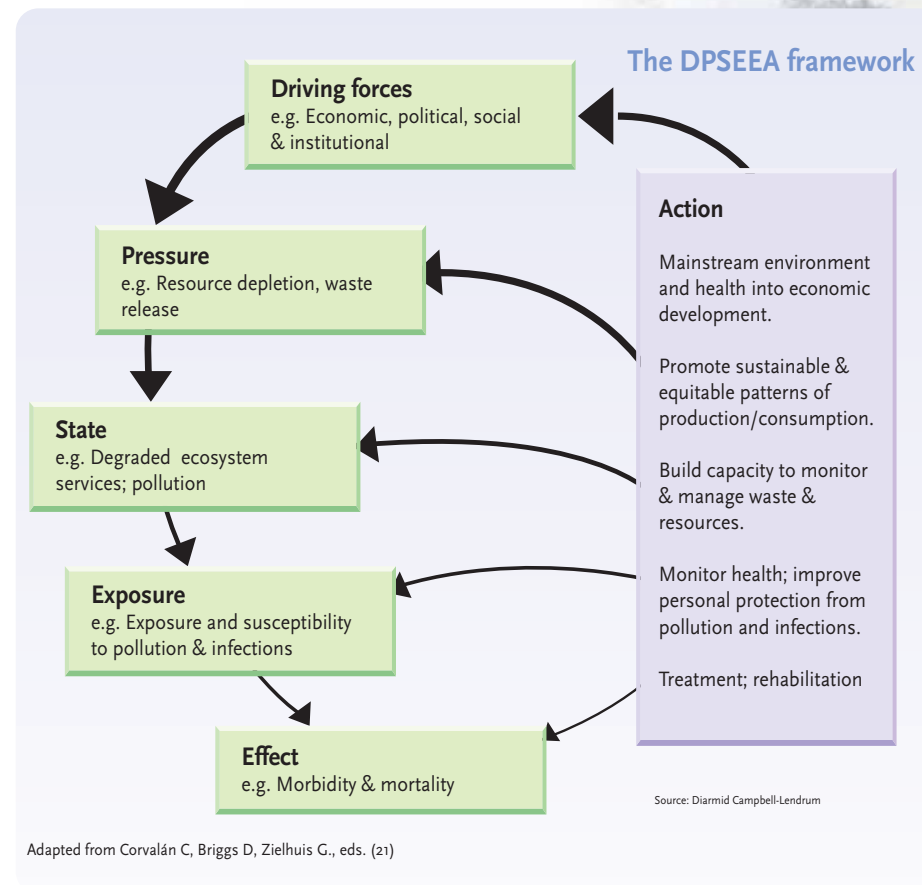 The DPSEEA framework
Driving forces
e.g. Economic, political, social
& institutional
Pressure
e.g. Resource depletion, waste
release
State
e.g. Degraded ecosystem
services; pollution
Exposure
e.g. Exposure and susceptibility
to pollution & infections
Effect
e.g. Morbidity & mortality
Action
Mainstream environment
and health into economic
development.
Promote sustainable &
equitable patterns of
production/consumption.
Build capacity to monitor
& manage waste &
resources.
Monitor health; improve
personal protection from
pollution and infections.
Treatment; rehabilitation
Source: Diarmid Campbell-Lendrum
Adapted from Corvalán C, Briggs D, Zielhuis G., eds. (21)